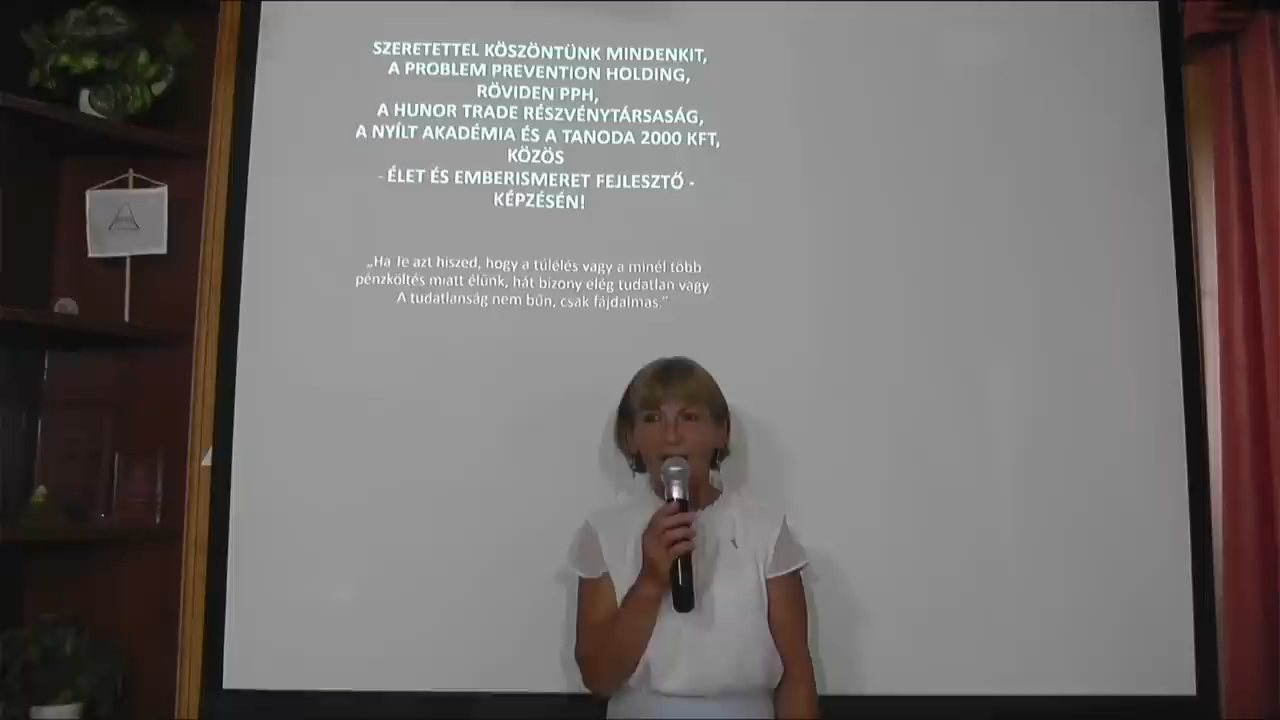 SZERETETTEL KÖSZÖNTÜNK MINDENKIT,
A PROBLEM PREVENTION HOLDING,
RÖVIDEN PPH,
A HUNOR TRADE RÉSZVÉNYTÁRSASÁG,
A NYÍLT AKADÉMIA ÉS A TANODA 2000 KFT,
KÖZÖS
- ÉLET ÉS EMBERISMERET FEJLESZTŐ -
KÉPZÉSÉN!
„Ha Te azt hiszed, hogy a túlélés vagy a minél több
pénzköltés miatt élünk, hát bizony elég tudatlan vagy
A tudatlanság nem bűn, csak fájdalmas.”